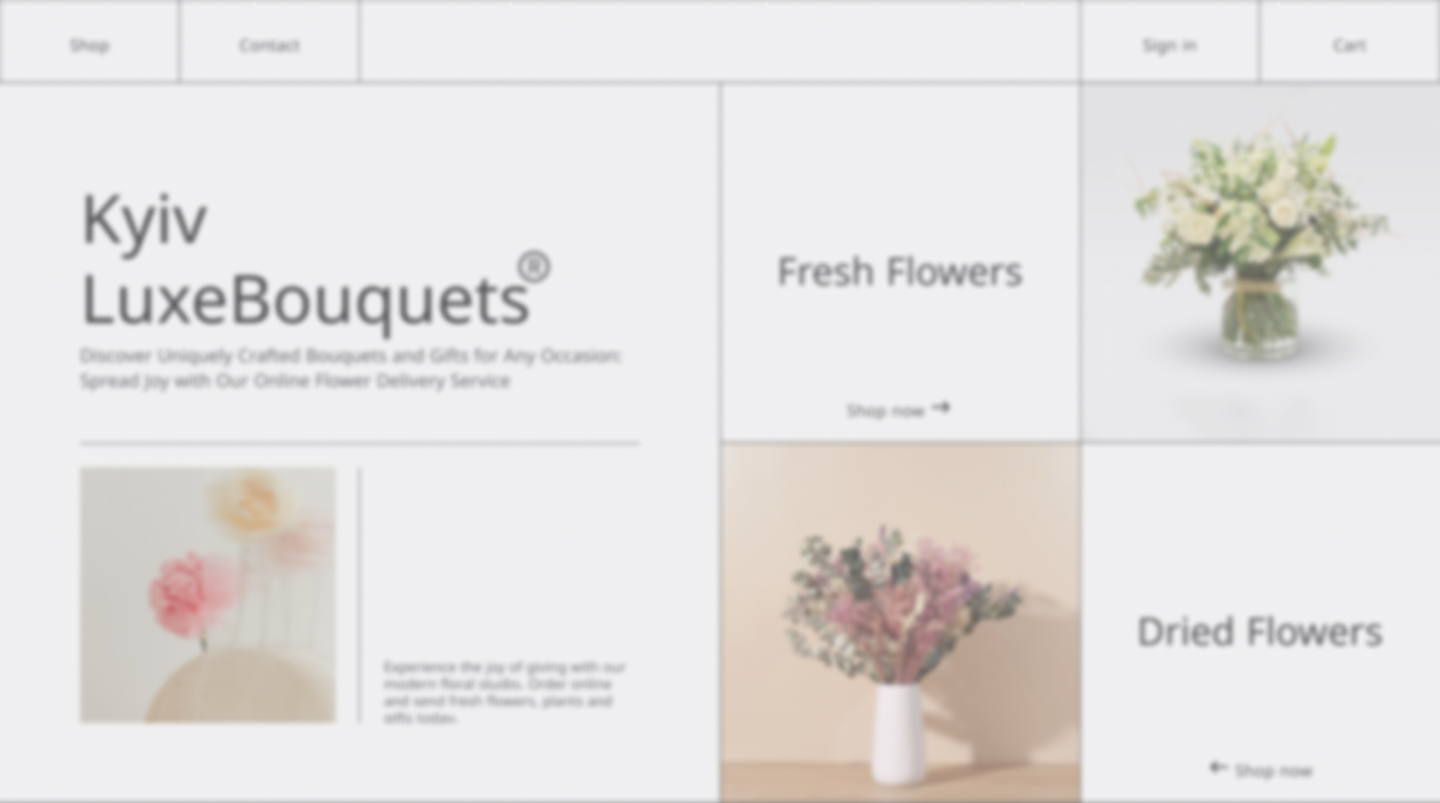 Shop
Contact
Sign in
Cart
Kyiv
LuxeBouquets®
Discover Uniquely Crafted Bouquets and Gifts for Any Occasion:
Spread Joy with Our Online Flower Delivery Service
Experience the joy of giving with our
modern floral studio. Order online
and send fresh flowers, plants and
gifts today.
Fresh Flowers
Shop now →
Dried Flowers
← Shop now